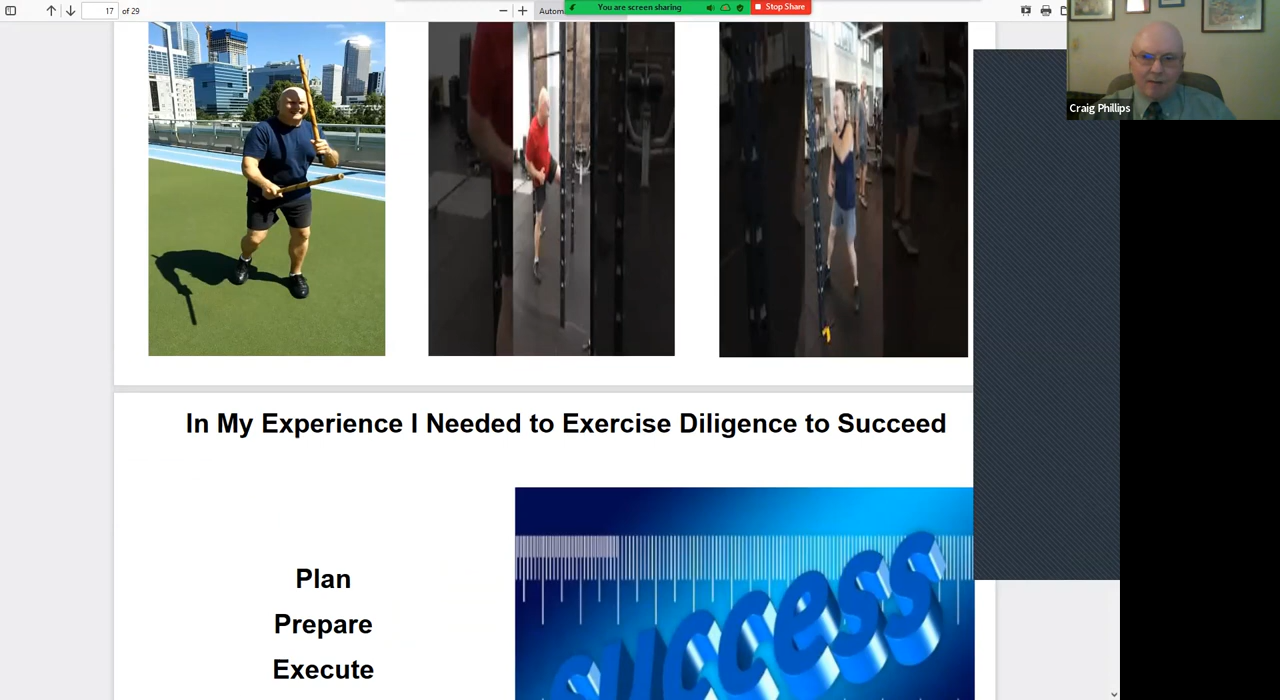 17 of 29
Autom
You are screen sharing
Stop Share
Craig Phillips
In My Experience I Needed to Exercise Diligence to Succeed
Plan
Prepare
Execute
success